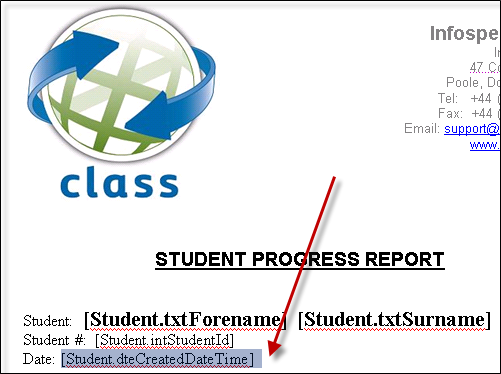 Infospe
In
47 Co
Poole, Do
Tel: +44 (
Fax: +44 (
Email: support@
www.
class
STUDENT PROGRESS REPORT
Student: [Student.txtForename] [Student.txtSurname]
Student #: [Student.intStudentId]
Date: [Student.dteCreatedDateTime]